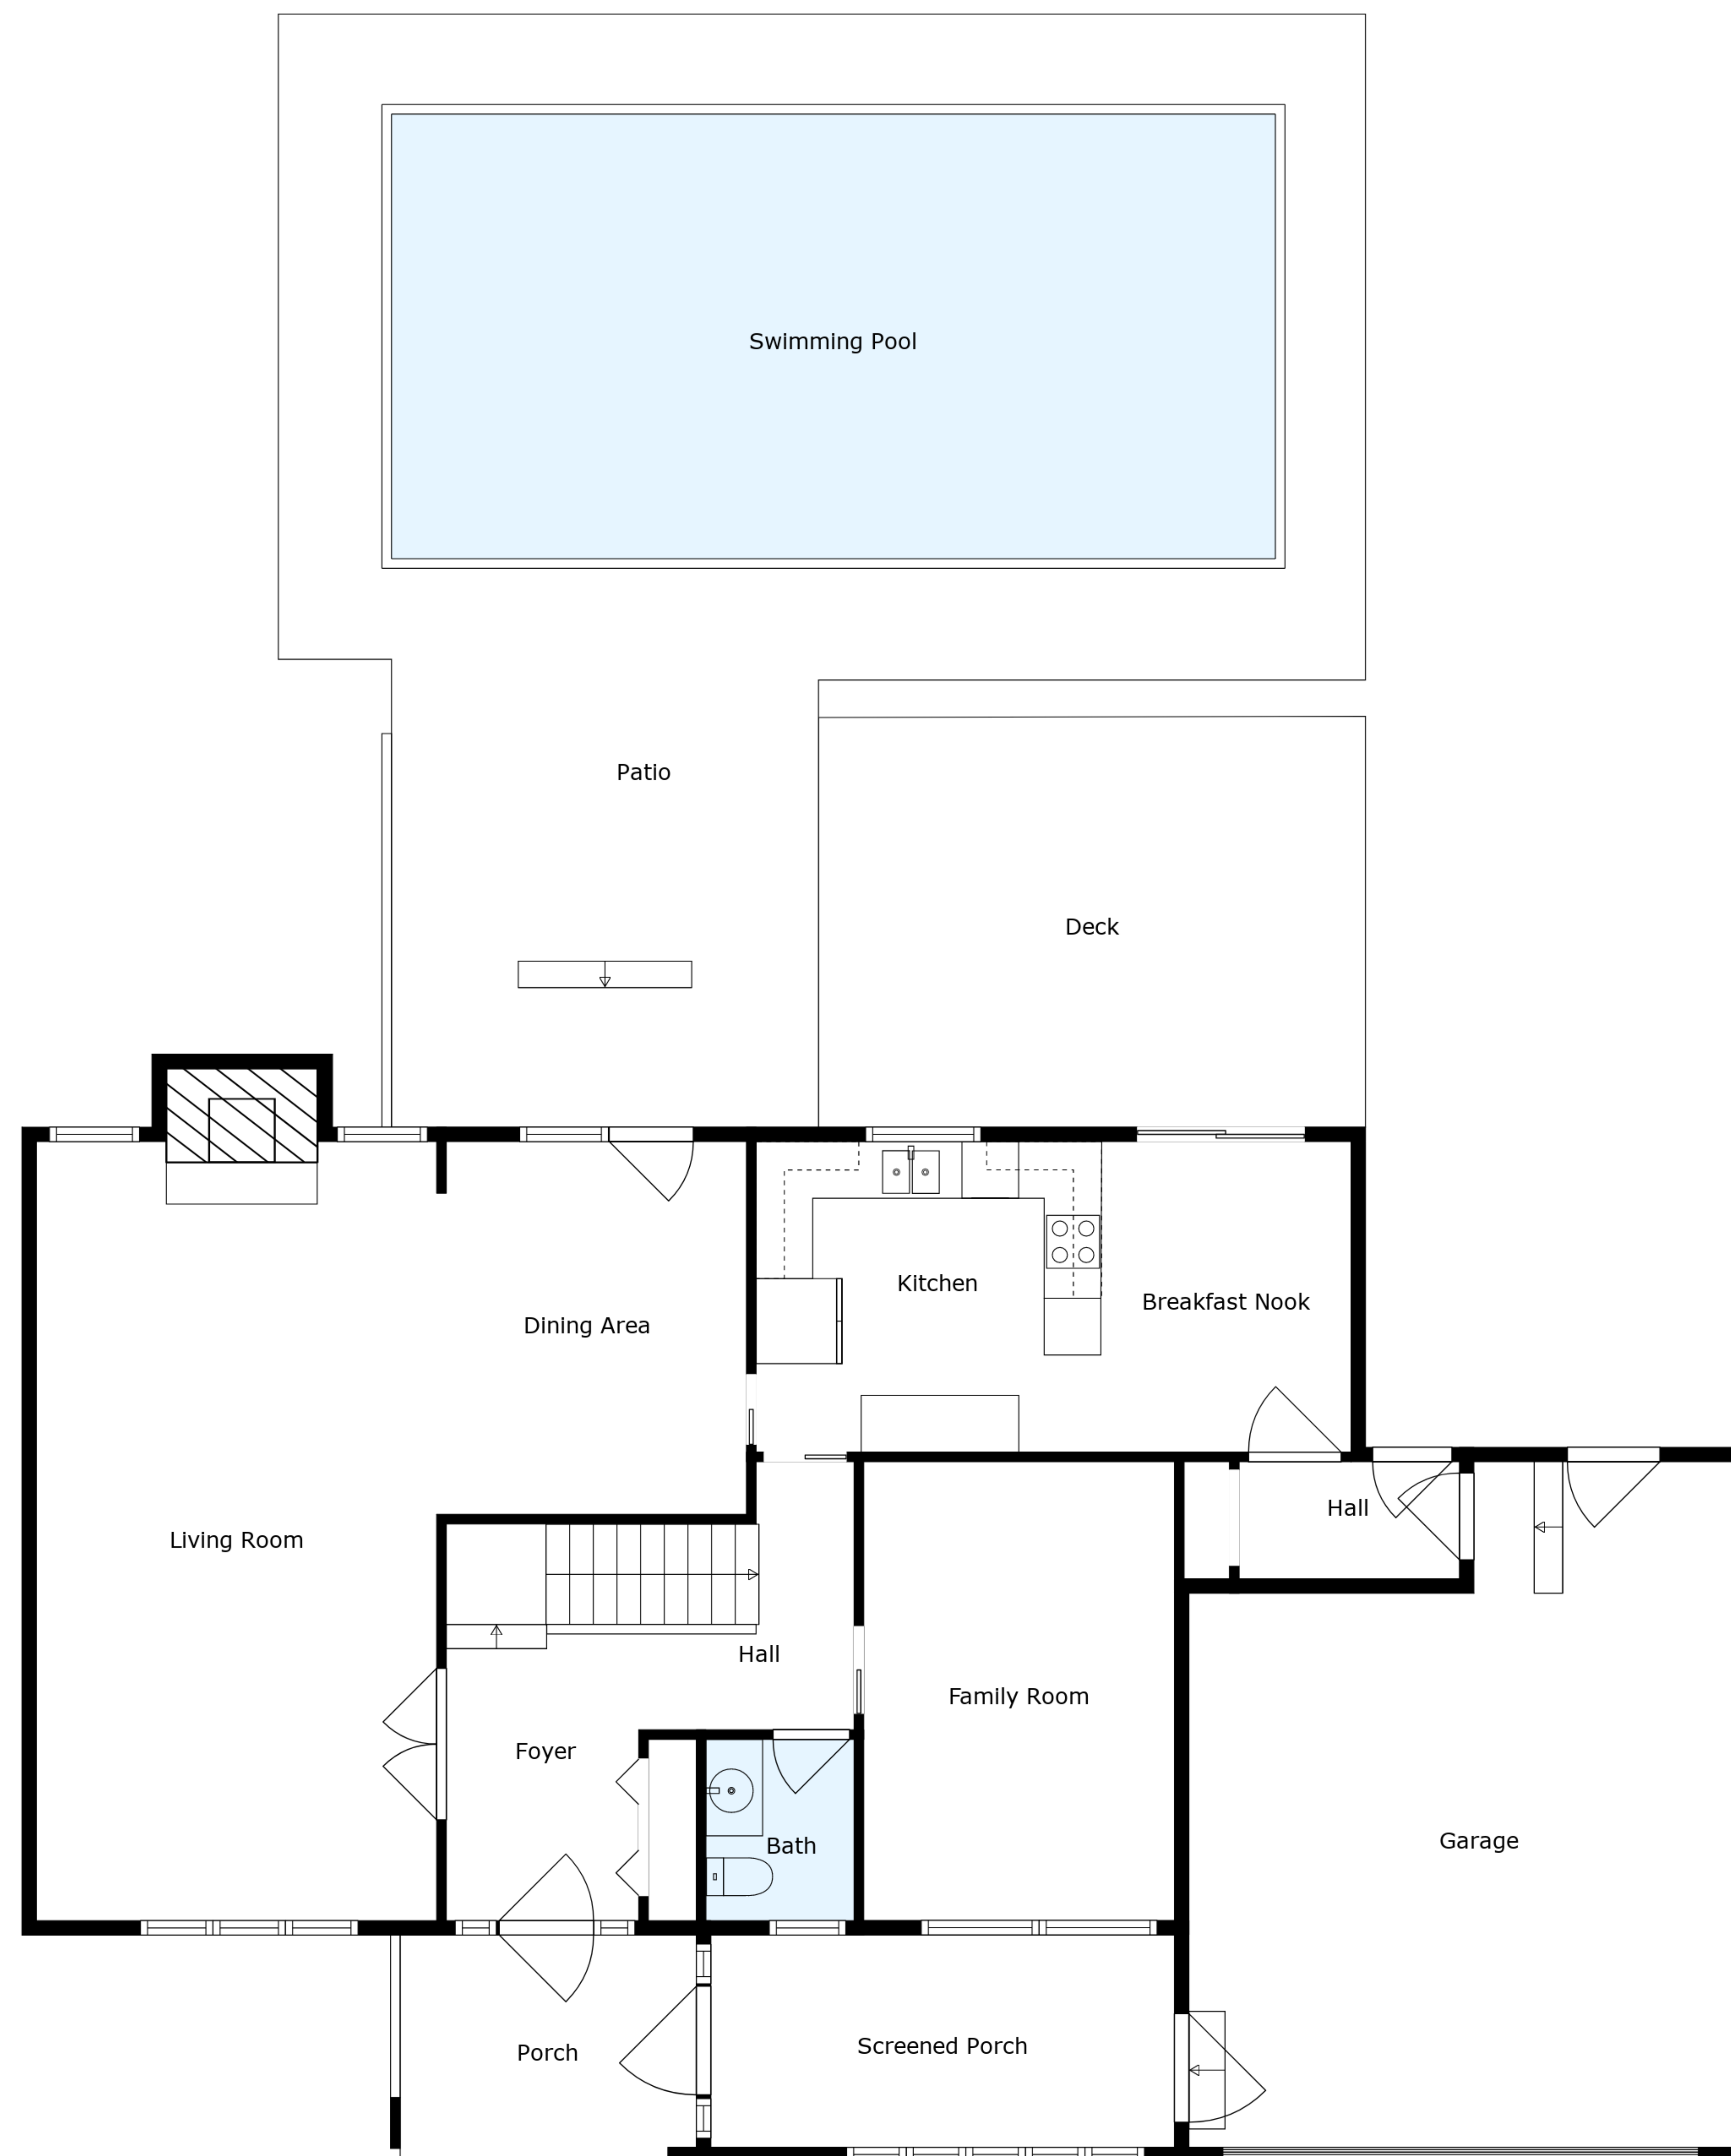 Swimming Pool
Patio
Deck
Kitchen
Breakfast Nook
Dining Area
Hall
Living Room
Hall
Family Room
Foyer
Garage
Bath
Screened Porch
Porch